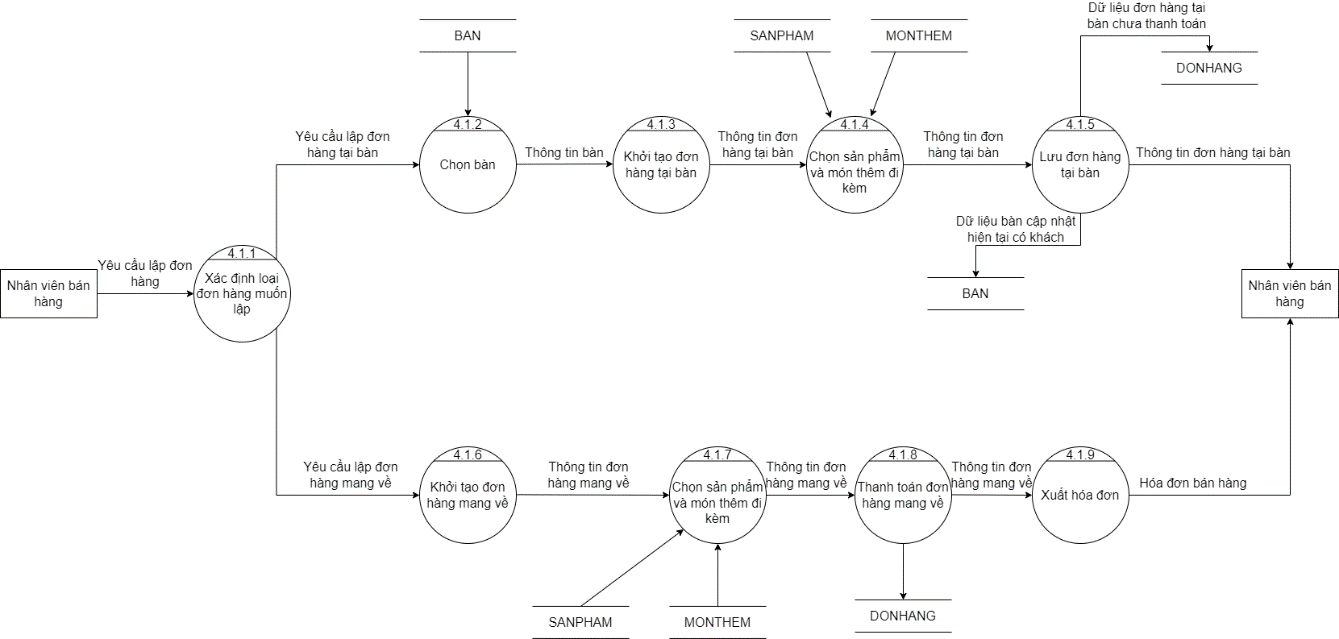 Dữ liệu đơn hàng tại
bàn chưa thanh toán
BAN
SANPHAM
MONTHEM
DONHANG
4.1.2
Chọn bàn
4.1.3
Khởi tạo đơn
hàng tại bàn
4.1.4
Chọn sản phẩm
và món thêm đi
kèm
4.1.5
Lưu đơn hàng
tại bàn
Yêu cầu lập đơn
hàng tại bàn
Thông tin bàn
Thông tin đơn
hàng tại bàn
Thông tin đơn
hàng tại bàn
Thông tin đơn hàng tại bàn
Dữ liệu bàn cập nhật
hiện tại có khách
BAN
Nhân viên bán
hàng
Yêu cầu lập đơn
hàng
4.1.1
Xác định loại
đơn hàng muốn
lập
Nhân viên bán
hàng
Yêu cầu lập đơn
hàng mang về
4.1.6
Khởi tạo đơn
hàng mang về
Thông tin đơn
hàng mang về
4.1.7
Chọn sản phẩm
và món thêm đi
kèm
Thông tin đơn
hàng mang về
4.1.8
Thanh toán đơn
hàng mang về
Thông tin đơn
hàng mang về
4.1.9
Xuất hóa đơn
Hóa đơn bán hàng
SANPHAM
MONTHEM
DONHANG